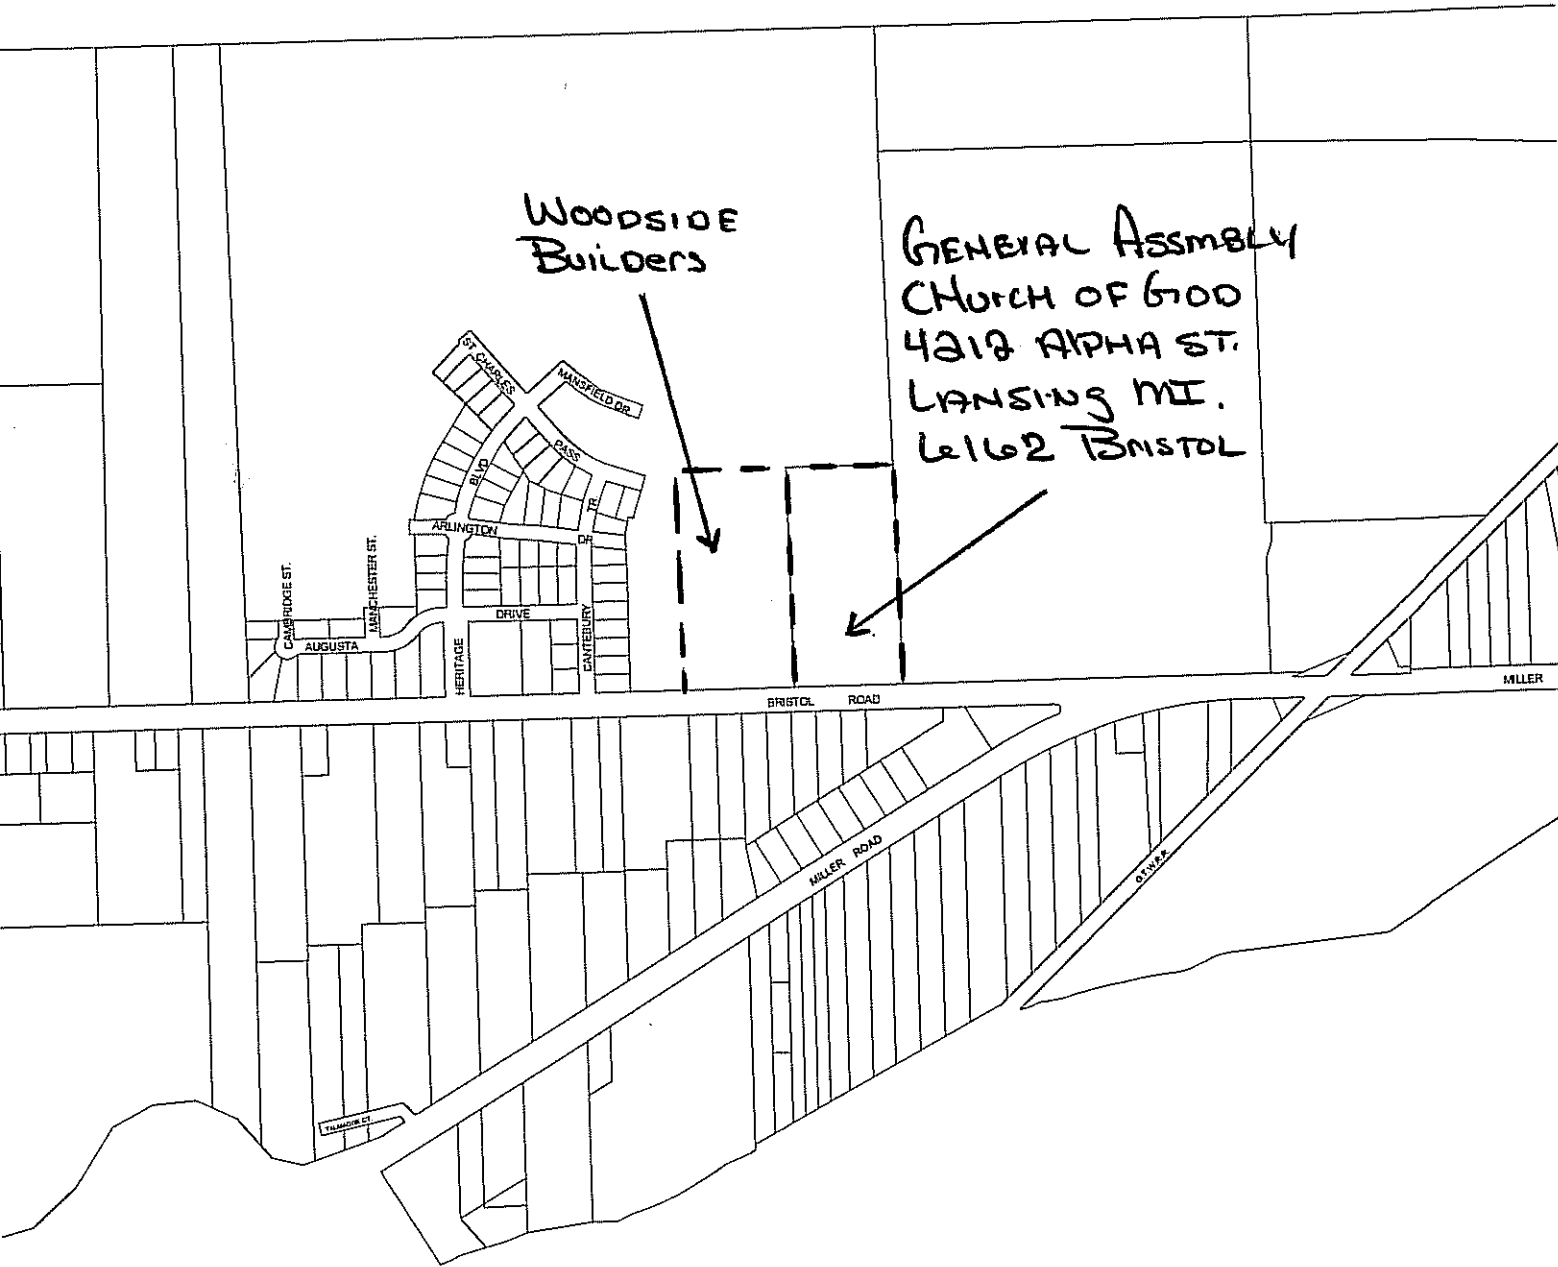 WOODSIDE
Builders
GENERAL ASSMBLY
CHurcH OF GOD
4212 AlPHA ST.
LANSINg MI.
6162 BRISTOL
ST. CHARLES
MANSFIELD DR
PASS
BLVD
TR
ARLINGTON
DR
CAMBRIDGE ST.
MANCHESTER ST.
DRIVE
AUGUSTA
HERITAGE
CANTEBURY
BRISTOL ROAD
MILLER
MILLER ROAD
G.T.W.R.R.